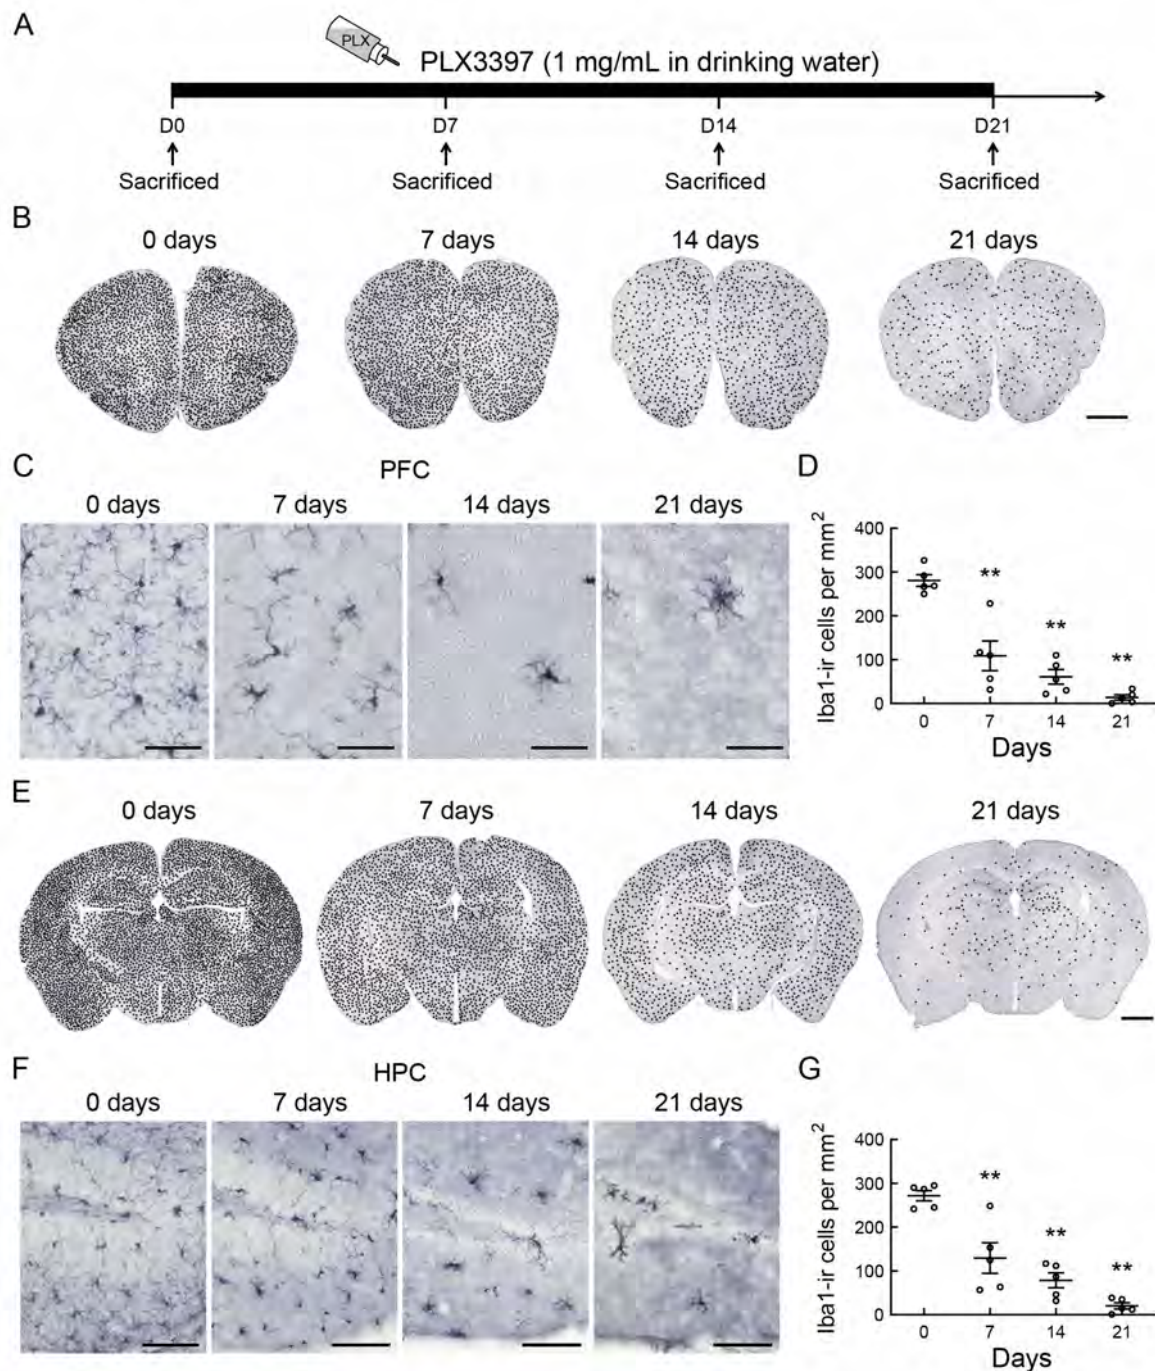 A
PLX
PLX3397 (1 mg/mL in drinking water)
D0 D7 D14 D21
Sacrificed Sacrificed Sacrificed Sacrificed
B
0 days 7 days 14 days 21 days
C
PFC
0 days 7 days 14 days 21 days
D
Iba1-ir cells per mm²
400
300
200
100
0
** ** **
0 7 14 21
Days
E
0 days 7 days 14 days 21 days
F
HPC
0 days 7 days 14 days 21 days
G
Iba1-ir cells per mm²
400
300
200
100
0
** ** **
0 7 14 21
Days